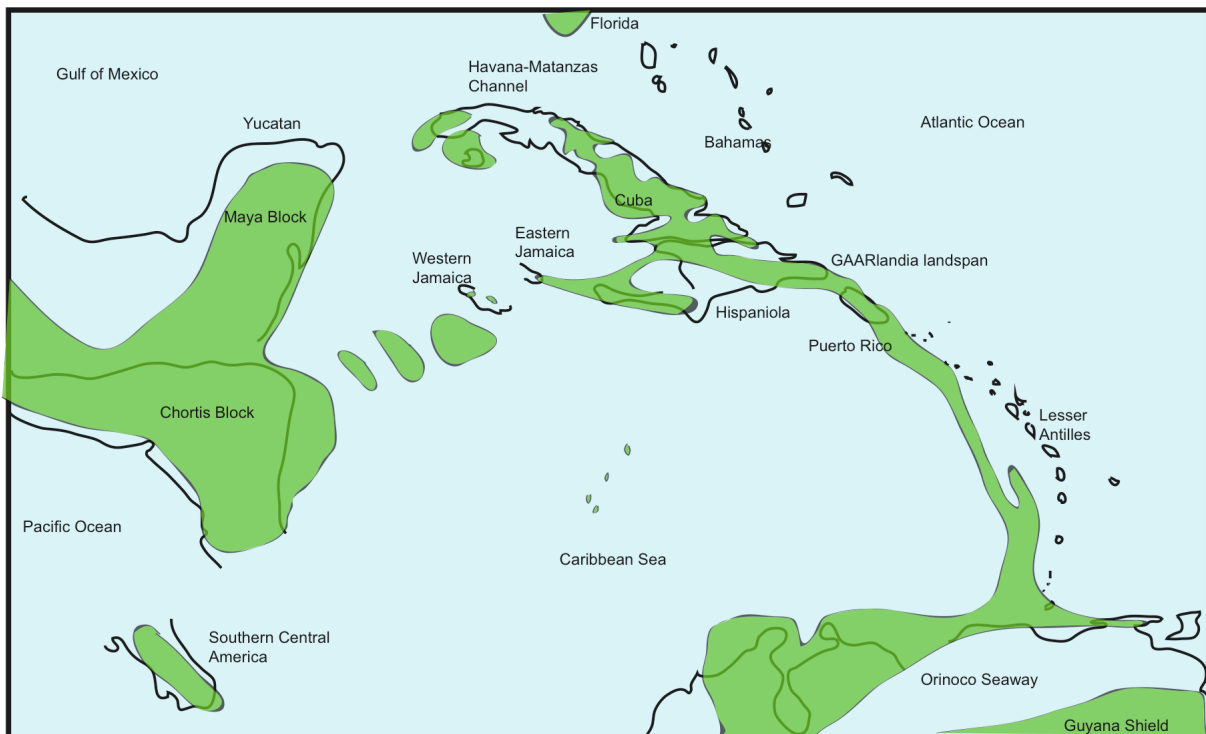 Florida
Gulf of Mexico
Havana-Matanzas
Channel
Yucatan
Atlantic Ocean
Bahamas
Cuba
Maya Block
Eastern
Jamaica
Western
Jamaica
GAARlandia landspan
Hispaniola
Puerto Rico
Chortis Block
Lesser
Antilles
Pacific Ocean
Caribbean Sea
Southern Central
America
Orinoco Seaway
Guyana Shield